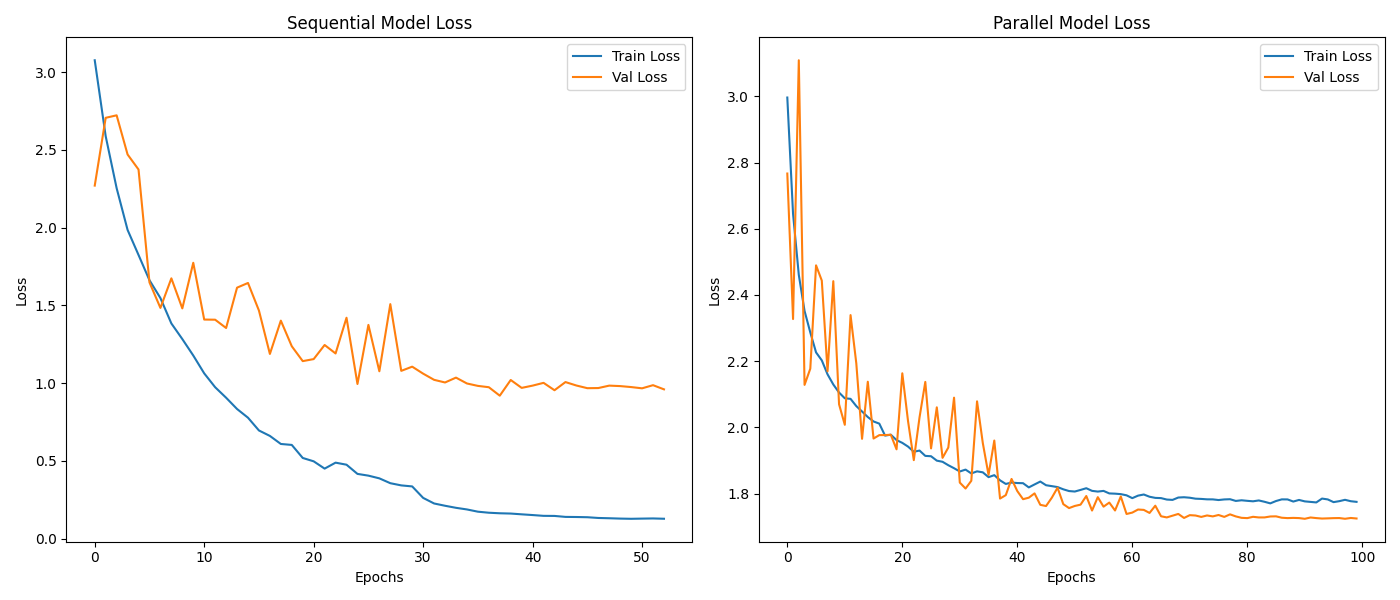 Sequential Model Loss
Train Loss
Val Loss
3.0
2.5
2.0
1.5
1.0
0.5
0.0
Loss
0 10 20 30 40 50
Epochs
Parallel Model Loss
Train Loss
Val Loss
3.0
2.8
2.6
2.4
2.2
2.0
1.8
Loss
0 20 40 60 80 100
Epochs